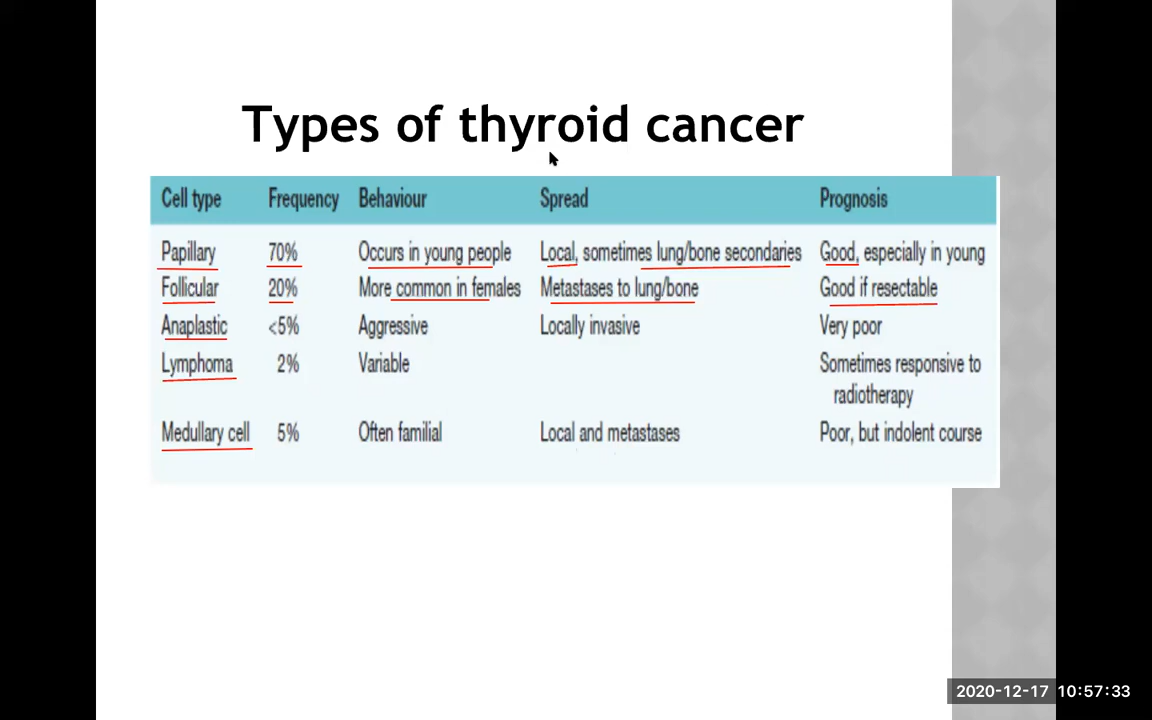 Types of thyroid cancer
Cell type Frequency Behaviour Spread Prognosis
Papillary 70% Occurs in young people Local, sometimes lung/bone secondaries Good, especially in young
Follicular 20% More common in females Metastases to lung/bone Good if resectable
Anaplastic <5% Aggressive Locally invasive Very poor
Lymphoma 2% Variable Sometimes responsive to
radiotherapy
Medullary cell 5% Often familial Local and metastases Poor, but indolent course
2020-12-17 10:57:33